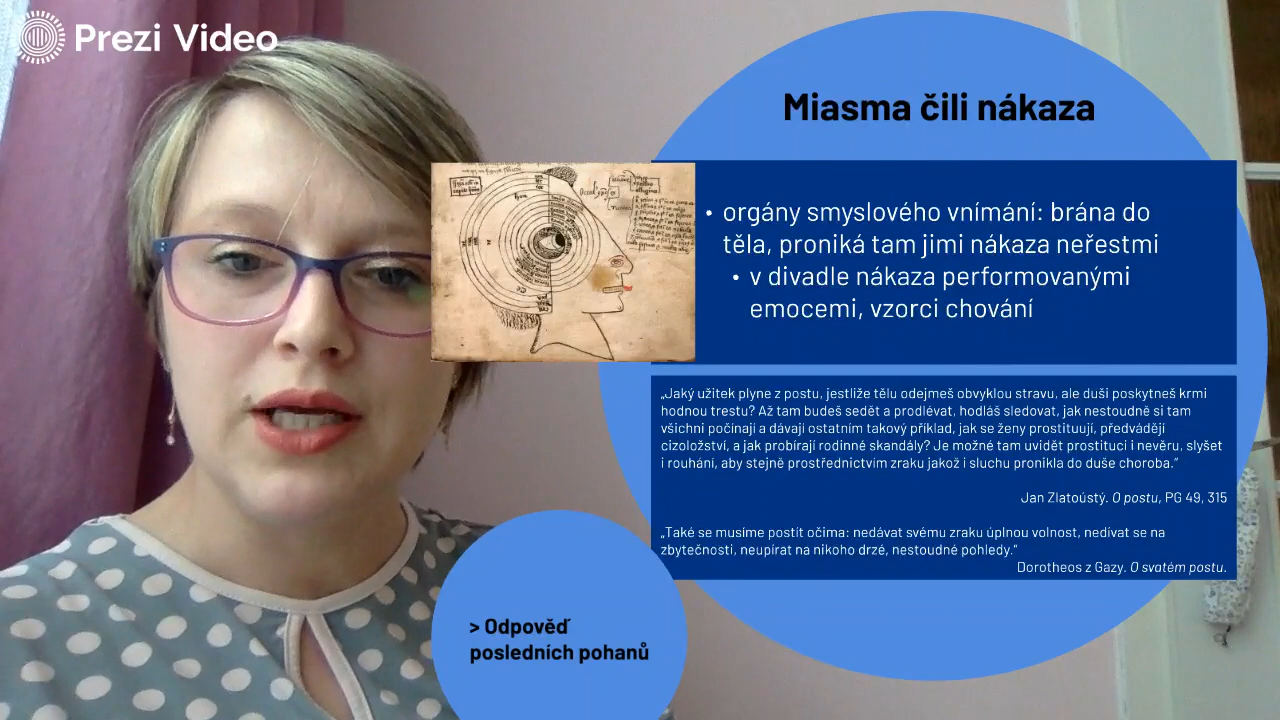 Prezi Video
Miasma čili nákaza
• orgány smyslového vnímání: brána do
těla, proniká tam jimi nákaza neřestmi
• v divadle nákaza performovanými
emocemi, vzorci chování
„Jaký užitek plyne z postu, jestliže tělu odejmeš obvyklou stravu, ale duši poskytneš krmi
hodnou trestu? Až tam budeš sedět a prodlévat, hodláš sledovat, jak nestoudně si tam
všichni počínají a dávají ostatním takový příklad, jak se ženy prostituují, předvádějí
cizoložství, a jak probírají rodinné skandály? Je možné tam uvidět prostituci i nevěru, slyšet
i rouhání, aby stejně prostřednictvím zraku jakož i sluchu pronikla do duše choroba.“
Jan Zlatoústý. O postu, PG 49, 315
„Také se musíme postit očima: nedávat svému zraku úplnou volnost, nedívat se na
zbytečnosti, neupírat na nikoho drzé, nestoudné pohledy.“
Dorotheos z Gazy. O svatém postu.
> Odpověď
posledních pohanů